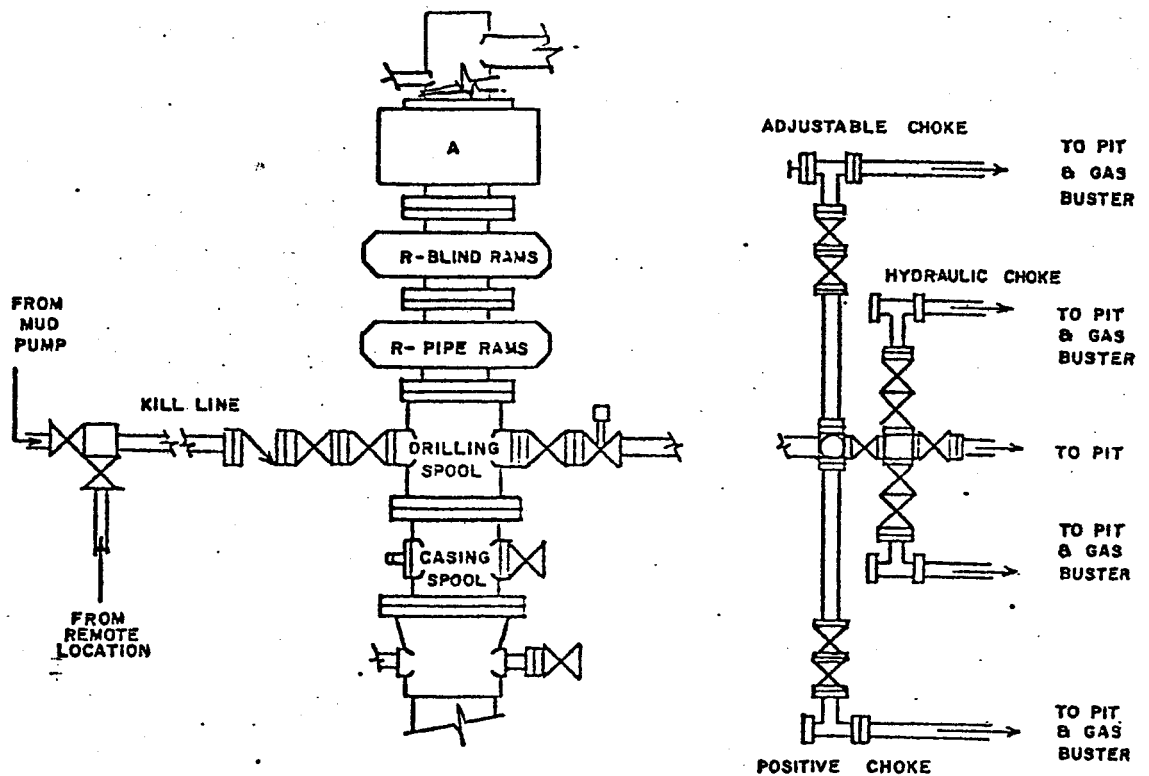 A
R-BLIND RAMS
R- PIPE RAMS
FROM
MUD
PUMP
KILL LINE
DRILLING
SPOOL
CASING
SPOOL
FROM
REMOTE
LOCATION
ADJUSTABLE CHOKE
TO PIT
& GAS
BUSTER
HYDRAULIC CHOKE
TO PIT
& GAS
BUSTER
TO PIT
TO PIT
& GAS
BUSTER
TO PIT
& GAS
BUSTER
POSITIVE CHOKE